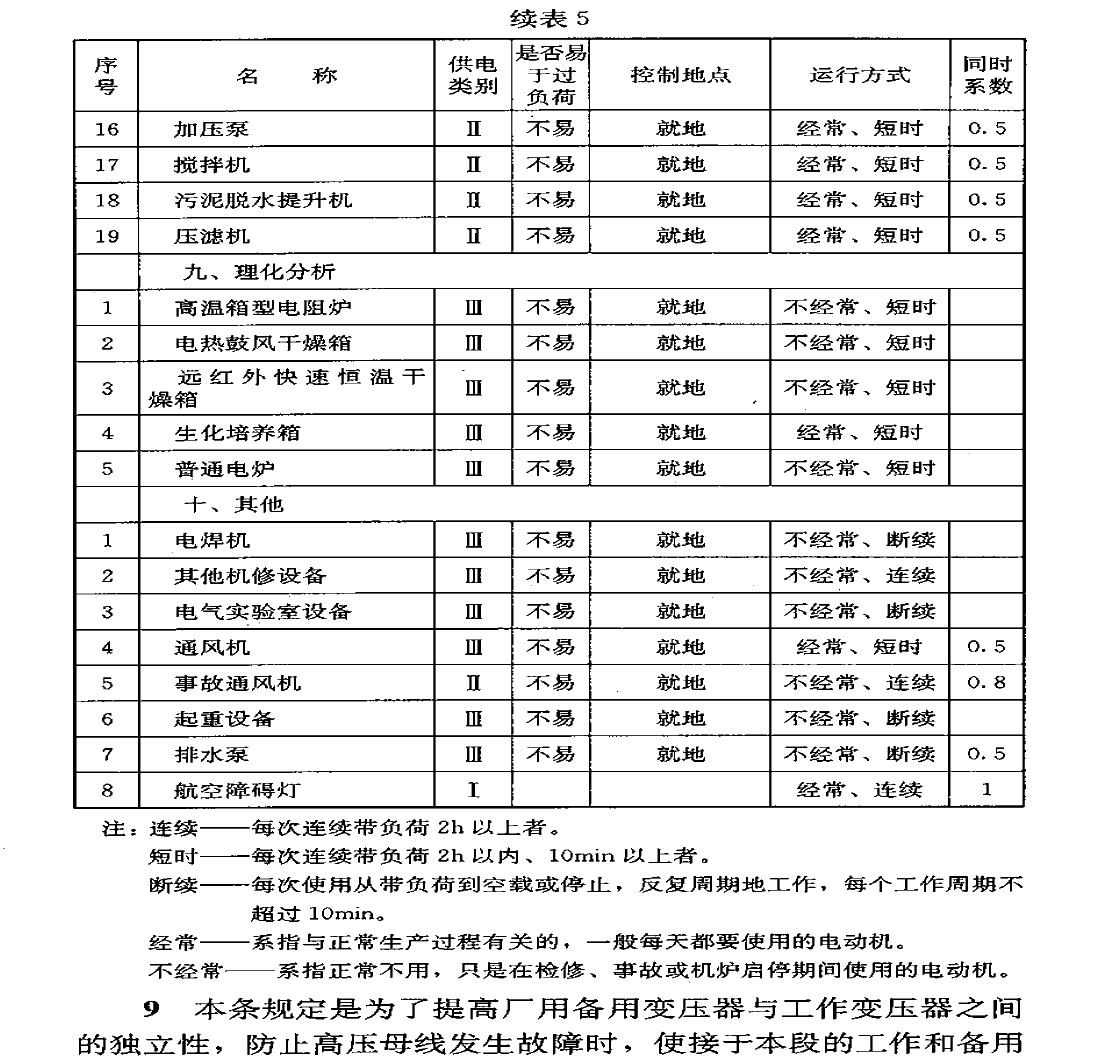 续表 5
序号 名 称 供电类别 是否易于过负荷 控制地点 运行方式 同时系数
16 加压泵 Ⅱ 不易 就地 经常、短时 0.5
17 搅拌机 Ⅱ 不易 就地 经常、短时 0.5
18 污泥脱水提升机 Ⅱ 不易 就地 经常、短时 0.5
19 压滤机 Ⅱ 不易 就地 经常、短时 0.5
九、理化分析
1 高温箱型电阻炉 Ⅲ 不易 就地 不经常、短时
2 电热鼓风干燥箱 Ⅲ 不易 就地 不经常、短时
3 远红外快速恒温干燥箱 Ⅲ 不易 就地 不经常、短时
4 生化培养箱 Ⅲ 不易 就地 经常、短时
5 普通电炉 Ⅲ 不易 就地 不经常、短时
十、其他
1 电焊机 Ⅲ 不易 就地 不经常、断续
2 其他机修设备 Ⅲ 不易 就地 不经常、连续
3 电气实验室设备 Ⅲ 不易 就地 不经常、断续
4 通风机 Ⅲ 不易 就地 经常、短时 0.5
5 事故通风机 Ⅱ 不易 就地 不经常、连续 0.8
6 起重设备 Ⅲ 不易 就地 不经常、断续
7 排水泵 Ⅲ 不易 就地 不经常、断续 0.5
8 航空障碍灯 Ⅰ 经常、连续 1
注：连续——每次连续带负荷 2h 以上者。
短时——每次连续带负荷 2h 以内、10min 以上者。
断续——每次使用从带负荷到空载或停止，反复周期地工作，每个工作周期不
超过 10min。
经常——系指与正常生产过程有关的，一般每天都要使用的电动机。
不经常——系指正常不用，只是在检修、事故或机炉启停期间使用的电动机。
9 本条规定是为了提高厂用备用变压器与工作变压器之间
的独立性，防止高压母线发生故障时，使接于本段的工作和备用